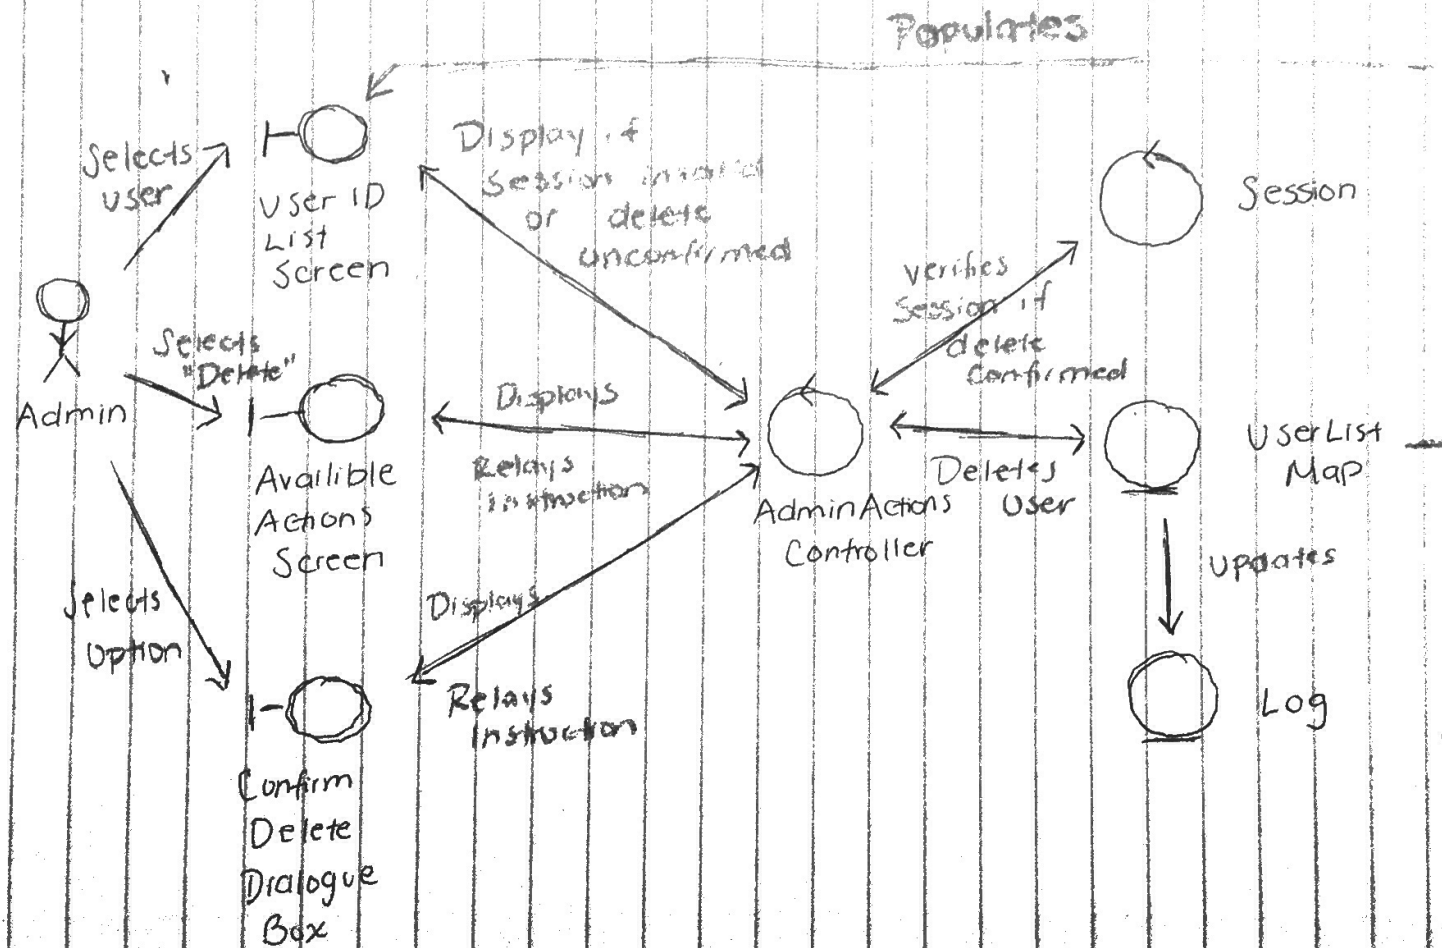 Populates
Selects
User
User ID
List
Screen
Display if
Session invalid
or delete
unconfirmed
Session
verifies
Session if
delete
confirmed
Admin
Selects
"Delete"
Availible
Actions
Screen
Displays
Relays
instruction
AdminActions
Controller
Deletes
User
UserList
Map
updates
Log
Selects
Option
Displays
Relays
Instruction
Confirm
Delete
Dialogue
Box